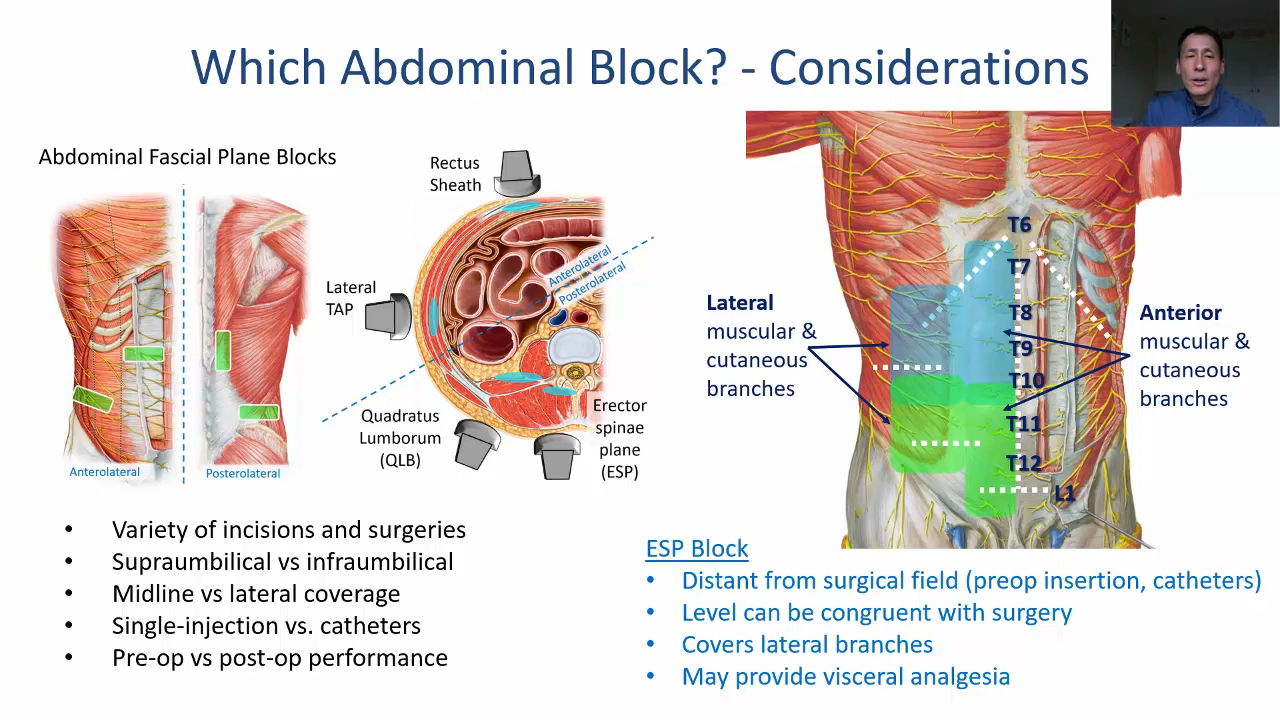 Which Abdominal Block? - Considerations
Abdominal Fascial Plane Blocks
Anterolateral
Posterolateral
Rectus
Sheath
Lateral
TAP
Anterolateral
Posterolateral
Quadratus
Lumborum
(QLB)
Erector
spinae
plane
(ESP)
Lateral
muscular &
cutaneous
branches
T6
T7
T8
T9
T10
T11
T12
L1
Anterior
muscular &
cutaneous
branches
• Variety of incisions and surgeries
• Supraumbilical vs infraumbilical
• Midline vs lateral coverage
• Single-injection vs. catheters
• Pre-op vs post-op performance
ESP Block
• Distant from surgical field (preop insertion, catheters)
• Level can be congruent with surgery
• Covers lateral branches
• May provide visceral analgesia